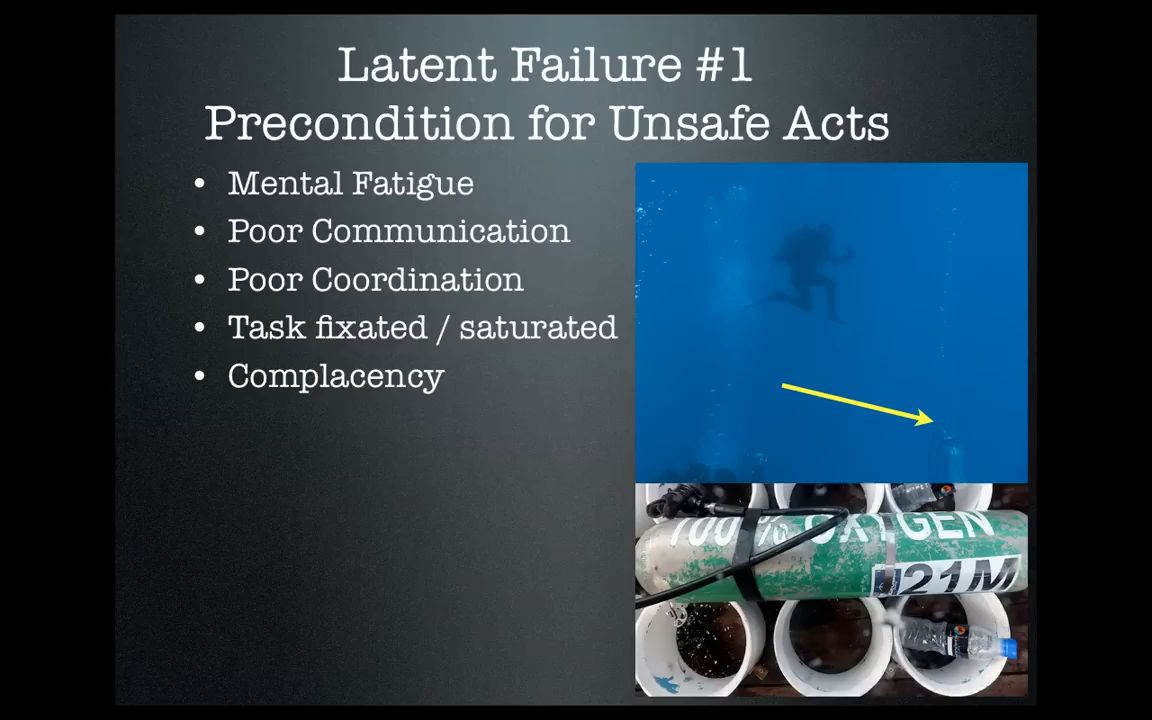 Latent Failure #1
Precondition for Unsafe Acts
• Mental Fatigue
• Poor Communication
• Poor Coordination
• Task fixated / saturated
• Complacency
100% OXYGEN
21M